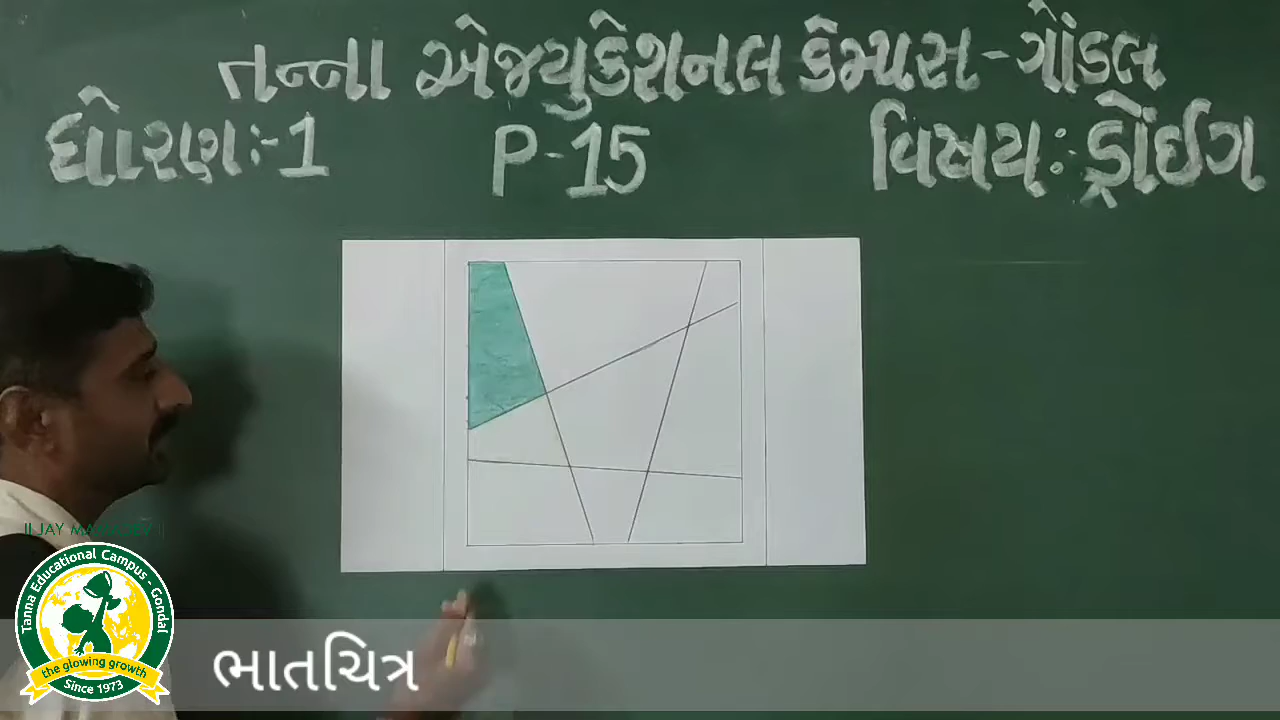 તન્ના એજ્યુકેશનલ કેમ્પસ - ગોંડલ
ધોરણઃ-1 P-15 વિષયઃ- ડ્રોંઈગ
Tanna Educational Campus - Gondal
the glowing growth
Since 1973
ભાતચિત્ર